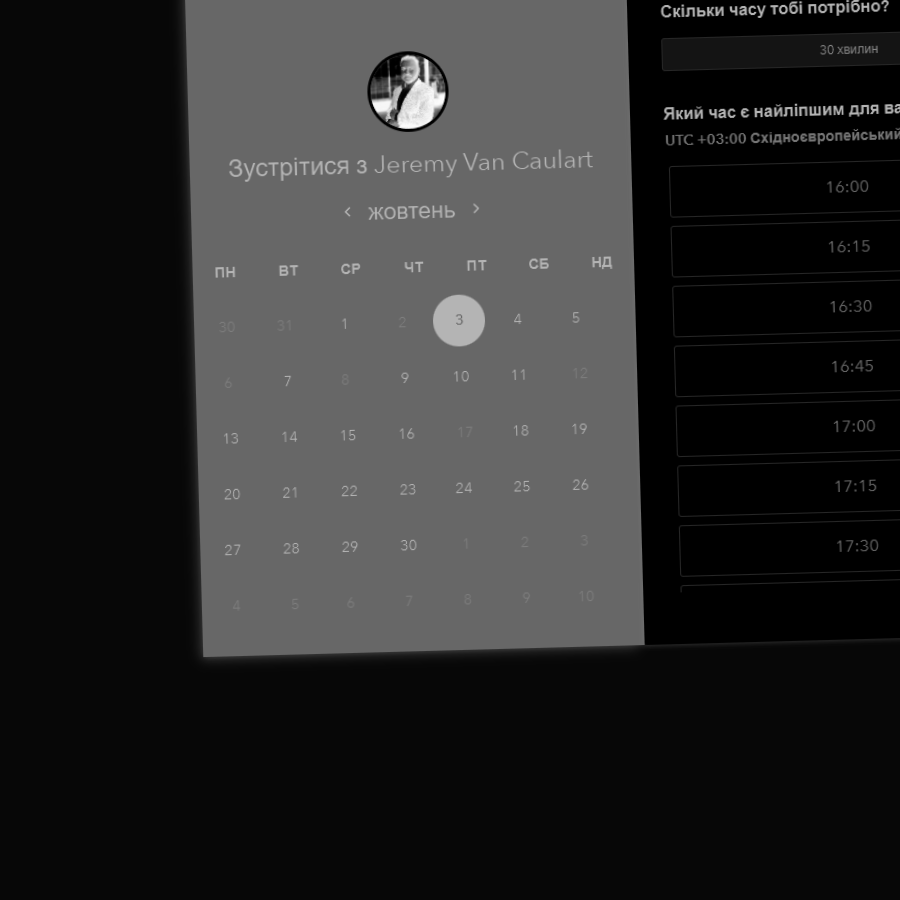 Зустрітися з Jeremy Van Caulart
< жовтень >
ПН ВТ СР ЧТ ПТ СБ НД
30 31 1 2 3 4 5
6 7 8 9 10 11 12
13 14 15 16 17 18 19
20 21 22 23 24 25 26
27 28 29 30 1 2 3
4 5 6 7 8 9 10
Скільки часу тобі потрібно?
30 хвилин
Який час є найліпшим для ва
UTC +03:00 Східноєвропейський
16:00
16:15
16:30
16:45
17:00
17:15
17:30